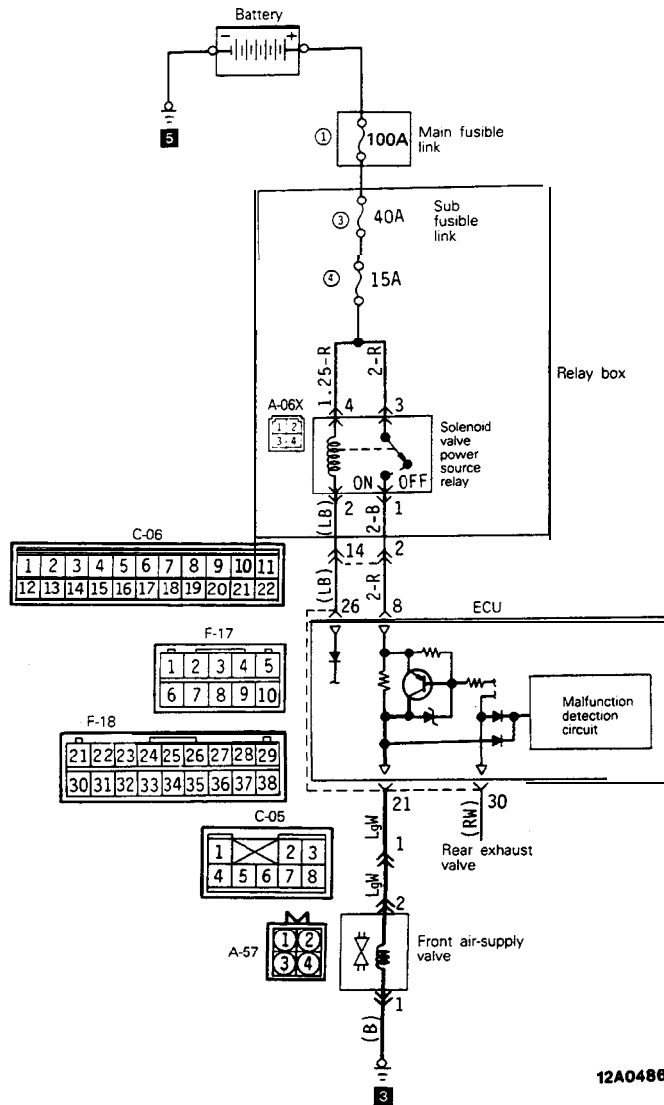 Battery
- +
5
① 100A Main fusible
link
③ 40A Sub
fusible
link
④ 15A
Relay box
1.25-R 2-R
A-06X 4 3
1 2
3 4
Solenoid
valve
power
source
relay
ON OFF
2 1
(LB) 2-B
C-06
14 2
1 2 3 4 5 6 7 8 9 10 11
12 13 14 15 16 17 18 19 20 21 22
(LB) 2-R
26 8 ECU
F-17
1 2 3 4 5
6 7 8 9 10
Malfunction
detection
circuit
F-18
21 22 23 24 25 26 27 28 29
30 31 32 33 34 35 36 37 38
21 30
LgW (RW)
C-05
1
Rear exhaust
valve
1 2 3
4 5 6 7 8
LgW
2
A-57
1 2
3 4
Front air-supply
valve
1
(B)
3
12A0486